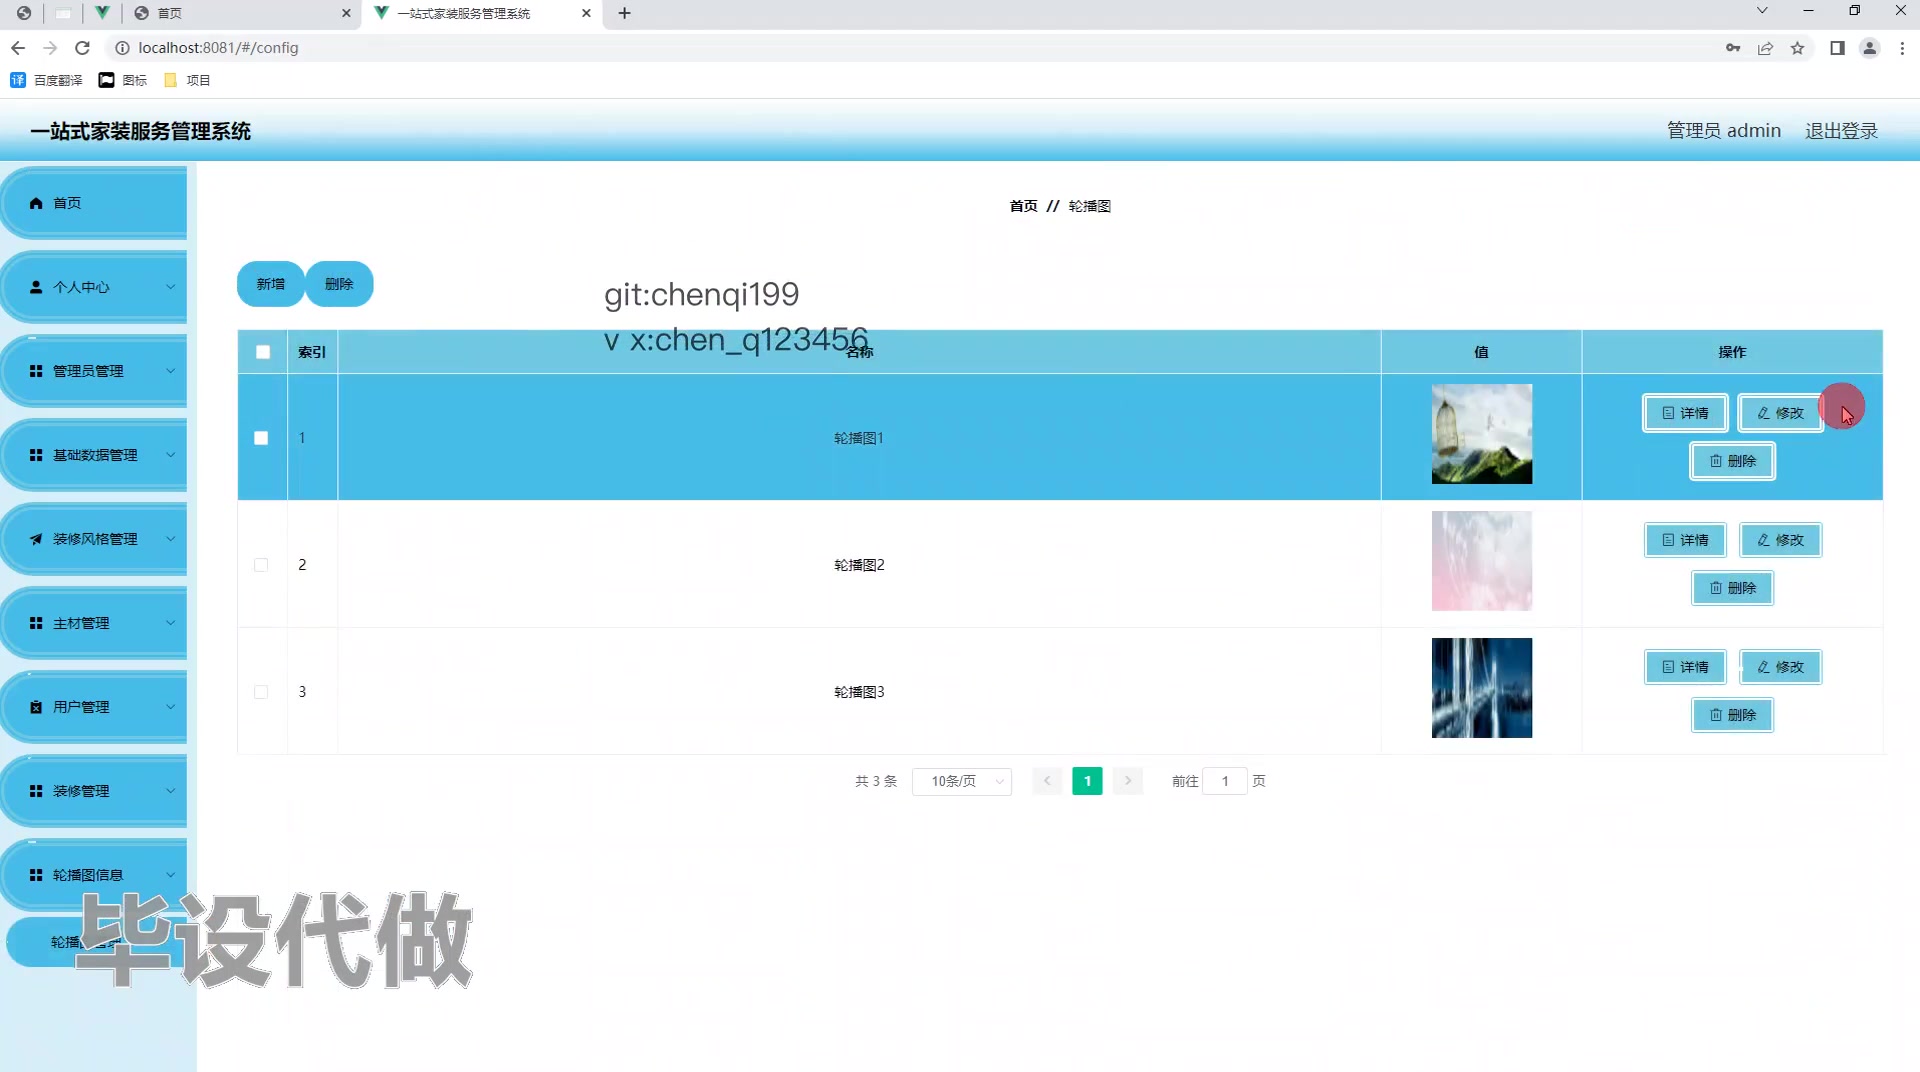 首页
一站式家装服务管理系统
localhost:8081/#/config
译 百度翻译 图标 项目
一站式家装服务管理系统
管理员 admin 退出登录
首页
个人中心
管理员管理
基础数据管理
装修风格管理
主材管理
用户管理
装修管理
轮播图信息
首页 // 轮播图
新增 删除
git:chenqi199
v x:chen_q123456
索引 名称 值 操作
1 轮播图1 详情 修改
删除
2 轮播图2 详情 修改
删除
3 轮播图3 详情 修改
删除
共 3 条 10条/页 1 前往 1 页
毕设代做